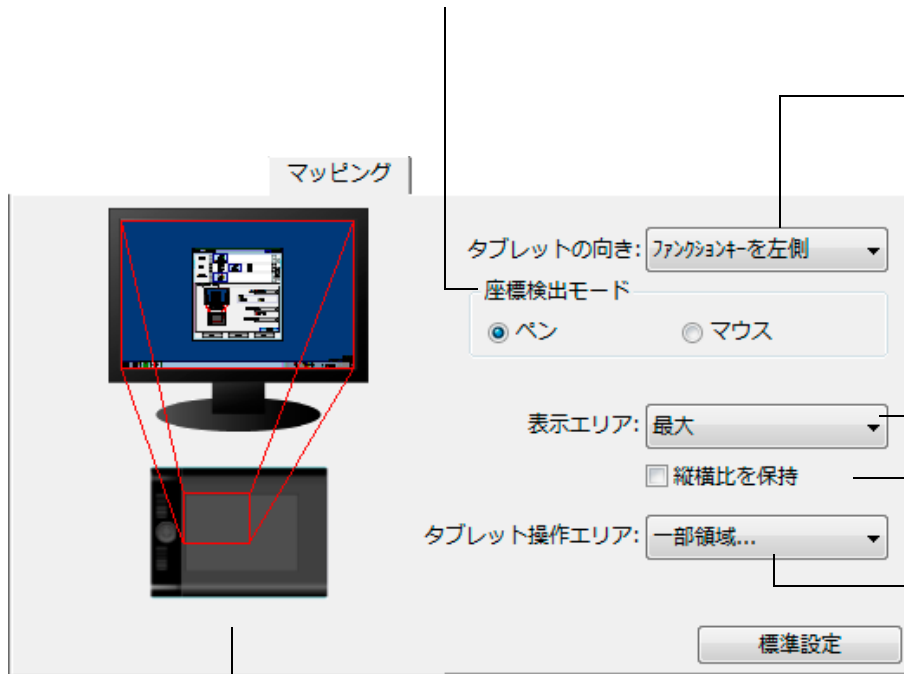 マッピング
タブレットの向き: ﾌｧﾝｸｼｮﾝｷｰを左側
座標検出モード
ペン マウス
表示エリア: 最大
縦横比を保持
タブレット操作エリア: 一部領域...
標準設定